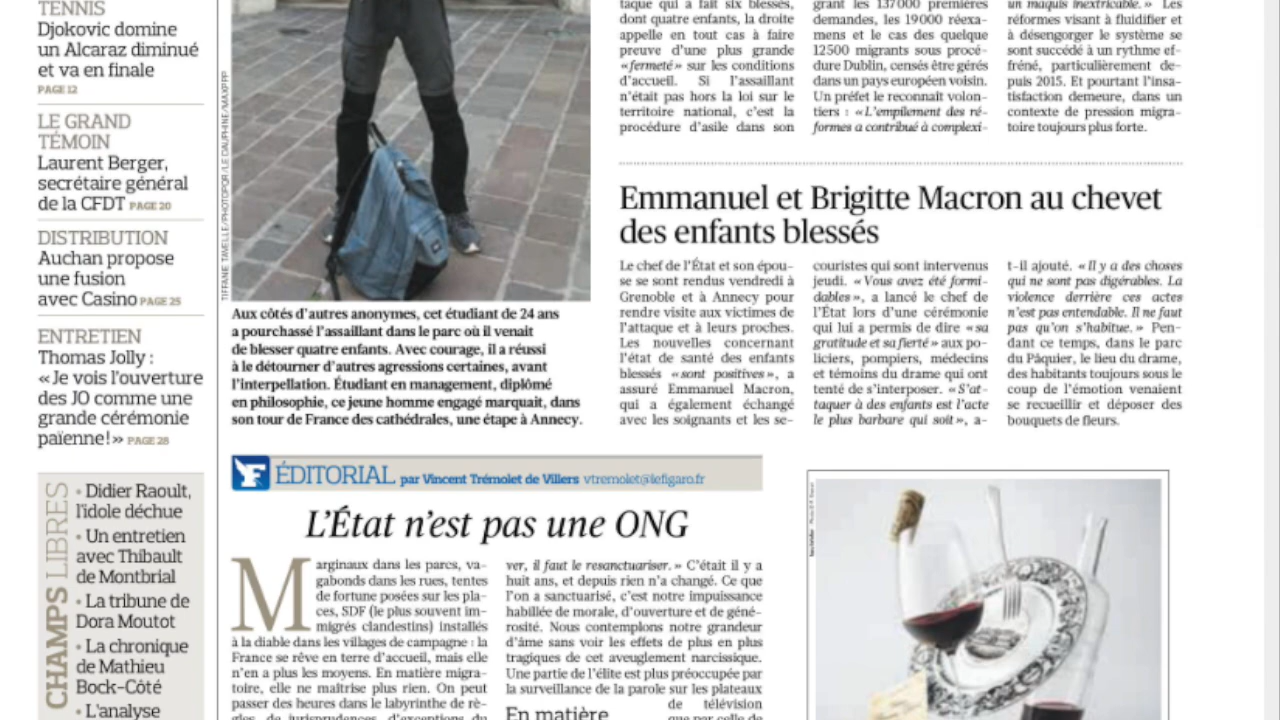 TENNIS
Djokovic domine
un Alcaraz diminué
et va en finale
PAGE 12
LE GRAND
TÉMOIN
Laurent Berger,
secrétaire général
de la CFDT PAGE 20
DISTRIBUTION
Auchan propose
une fusion
avec Casino PAGE 25
ENTRETIEN
Thomas Jolly :
« Je vois l'ouverture
des JO comme une
grande cérémonie
païenne ! » PAGE 28
CHAMPS LIBRES
• Didier Raoult,
l'idole déchue
• Un entretien
avec Thibault
de Montbrial
• La tribune de
Dora Moutot
• La chronique
de Mathieu
Bock-Côté
• L'analyse
TIFFANIE TAVELLE/PHOTOPQR/LE DAUPHINÉ/MAXPPP
Aux côtés d'autres anonymes, cet étudiant de 24 ans
a pourchassé l'assaillant dans le parc où il venait
de blesser quatre enfants. Avec courage, il a réussi
à le détourner d'autres agressions certaines, avant
l'interpellation. Étudiant en management, diplômé
en philosophie, ce jeune homme engagé marquait, dans
son tour de France des cathédrales, une étape à Annecy.
taque qui a fait six blessés,
dont quatre enfants, la droite
appelle en tout cas à faire
preuve d'une plus grande
« fermeté » sur les conditions
d'accueil. Si l'assaillant
n'était pas hors la loi sur le
territoire national, c'est la
procédure d'asile dans son
grant les 137 000 premières
demandes, les 19 000 réexa-
mens et le cas des quelque
12 500 migrants sous procé-
dure Dublin, censés être gérés
dans un pays européen voisin.
Un préfet le reconnaît volon-
tiers : « L'empilement des ré-
formes a contribué à complexi-
un maquis inextricable. » Les
réformes visant à fluidifier et
à désengorger le système se
sont succédé à un rythme ef-
fréné, particulièrement de-
puis 2015. Et pourtant l'insa-
tisfaction demeure, dans un
contexte de pression migra-
toire toujours plus forte.
Emmanuel et Brigitte Macron au chevet
des enfants blessés
Le chef de l'État et son épou-
se se sont rendus vendredi à
Grenoble et à Annecy pour
rendre visite aux victimes de
l'attaque et à leurs proches.
Les nouvelles concernant
l'état de santé des enfants
blessés « sont positives », a
assuré Emmanuel Macron,
qui a également échangé
avec les soignants et les se-
couristes qui sont intervenus
jeudi. « Vous avez été formi-
dables », a lancé le chef de
l'État lors d'une cérémonie
qui lui a permis de dire « sa
gratitude et sa fierté » aux po-
liciers, pompiers, médecins
et témoins du drame qui ont
tenté de s'interposer. « S'at-
taquer à des enfants est l'acte
le plus barbare qui soit », a-
t-il ajouté. « Il y a des choses
qui ne sont pas digérables. La
violence derrière ces actes
n'est pas entendable. Il ne faut
pas qu'on s'habitue. » Pen-
dant ce temps, dans le parc
du Pâquier, le lieu du drame,
des habitants toujours sous le
coup de l'émotion venaient
se recueillir et déposer des
bouquets de fleurs.
ÉDITORIAL par Vincent Trémolet de Villers vtremolet@lefigaro.fr
L'État n'est pas une ONG
Marginaux dans les parcs, va-
gabonds dans les rues, tentes
de fortune posées sur les pla-
ces, SDF (le plus souvent im-
migrés clandestins) installés
à la diable dans les villages de campagne : la
France se rêve en terre d'accueil, mais elle
n'en a plus les moyens. En matière migra-
toire, elle ne maîtrise plus rien. On peut
passer des heures dans le labyrinthe de rè-
gles, de jurisprudences, d'exceptions du
ver, il faut le resanctuariser. » C'était il y a
huit ans, et depuis rien n'a changé. Ce que
l'on a sanctuarisé, c'est notre impuissance
habillée de morale, d'ouverture et de géné-
rosité. Nous contemplons notre grandeur
d'âme sans voir les effets de plus en plus
tragiques de cet aveuglement narcissique.
Une partie de l'élite est plus préoccupée par
la surveillance de la parole sur les plateaux
de télévision
que par celle de
En matière